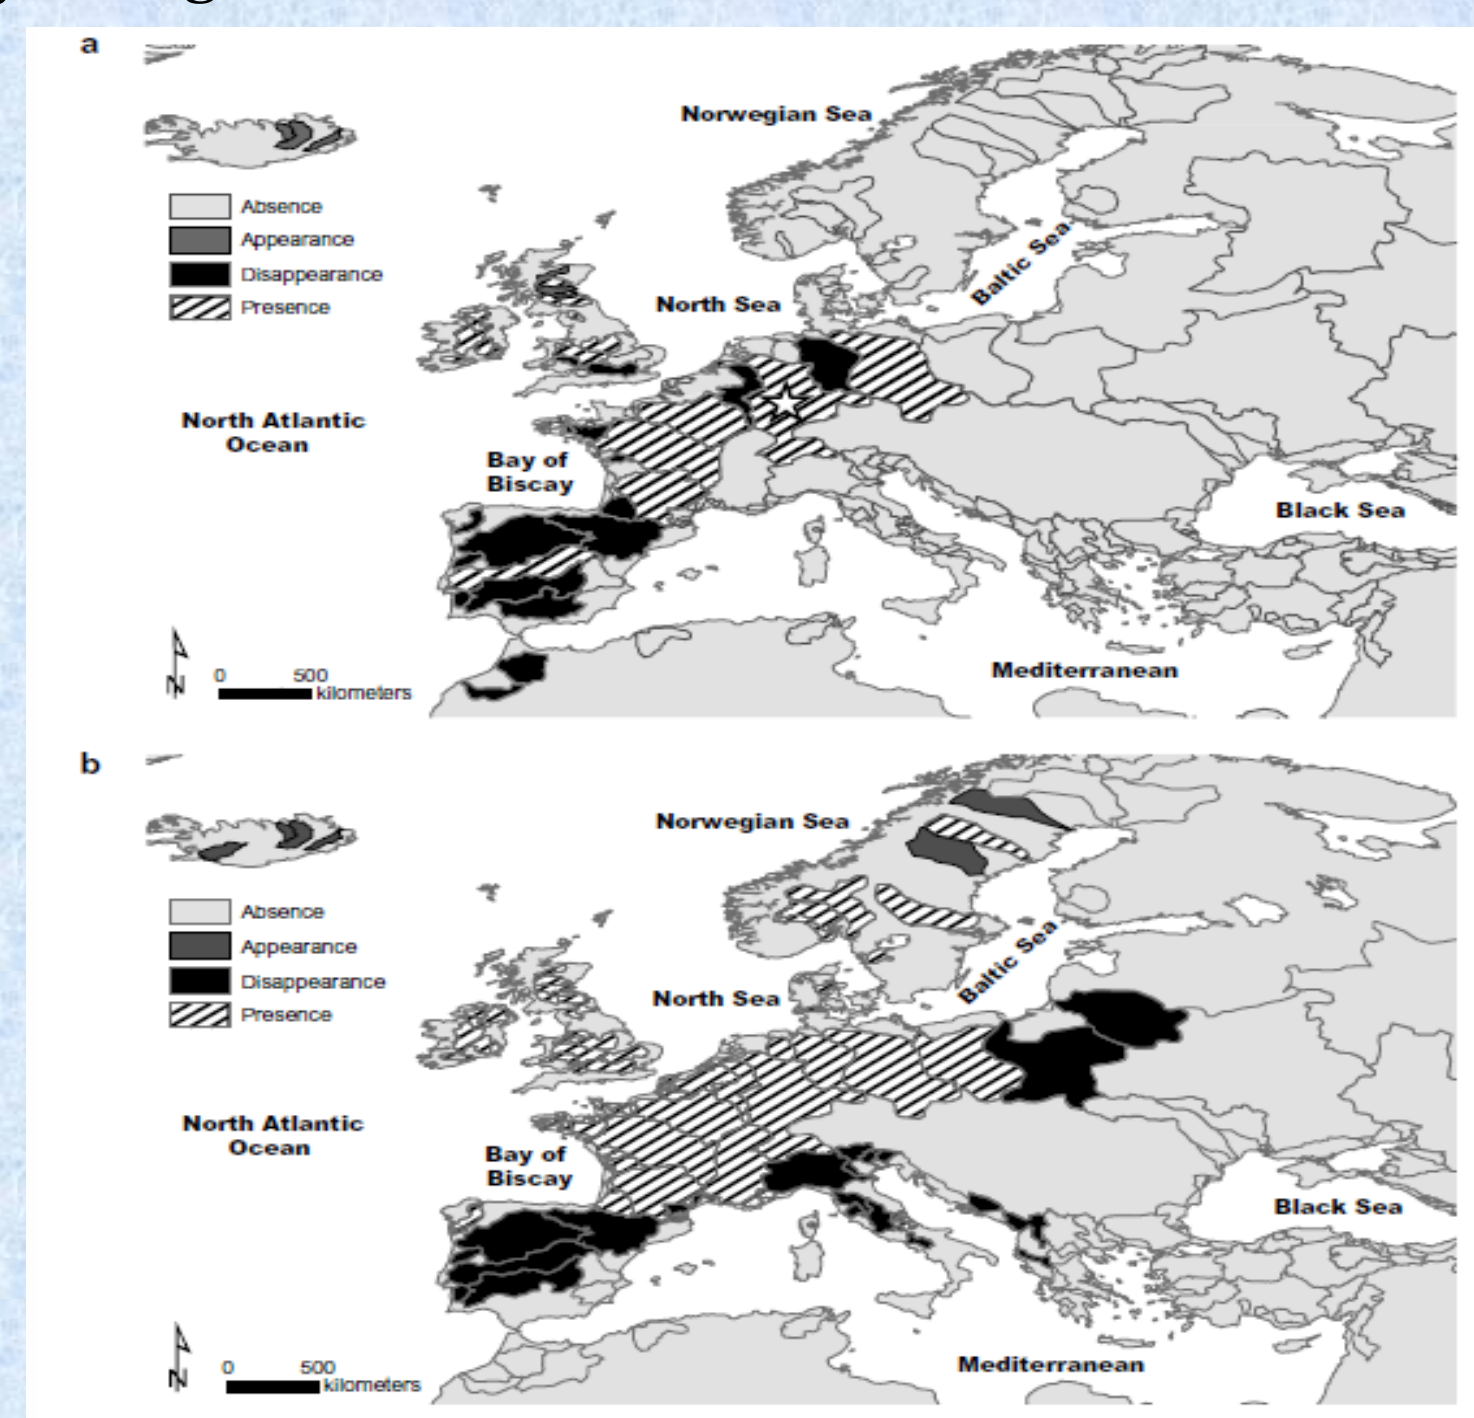 a
Norwegian Sea
Absence
Appearance
Disappearance
Presence
Baltic Sea
North Sea
North Atlantic
Ocean
Bay of
Biscay
Black Sea
Mediterranean
N
0 500
kilometers
b
Norwegian Sea
Absence
Appearance
Disappearance
Presence
Baltic Sea
North Sea
North Atlantic
Ocean
Bay of
Biscay
Black Sea
Mediterranean
N
0 500
kilometers